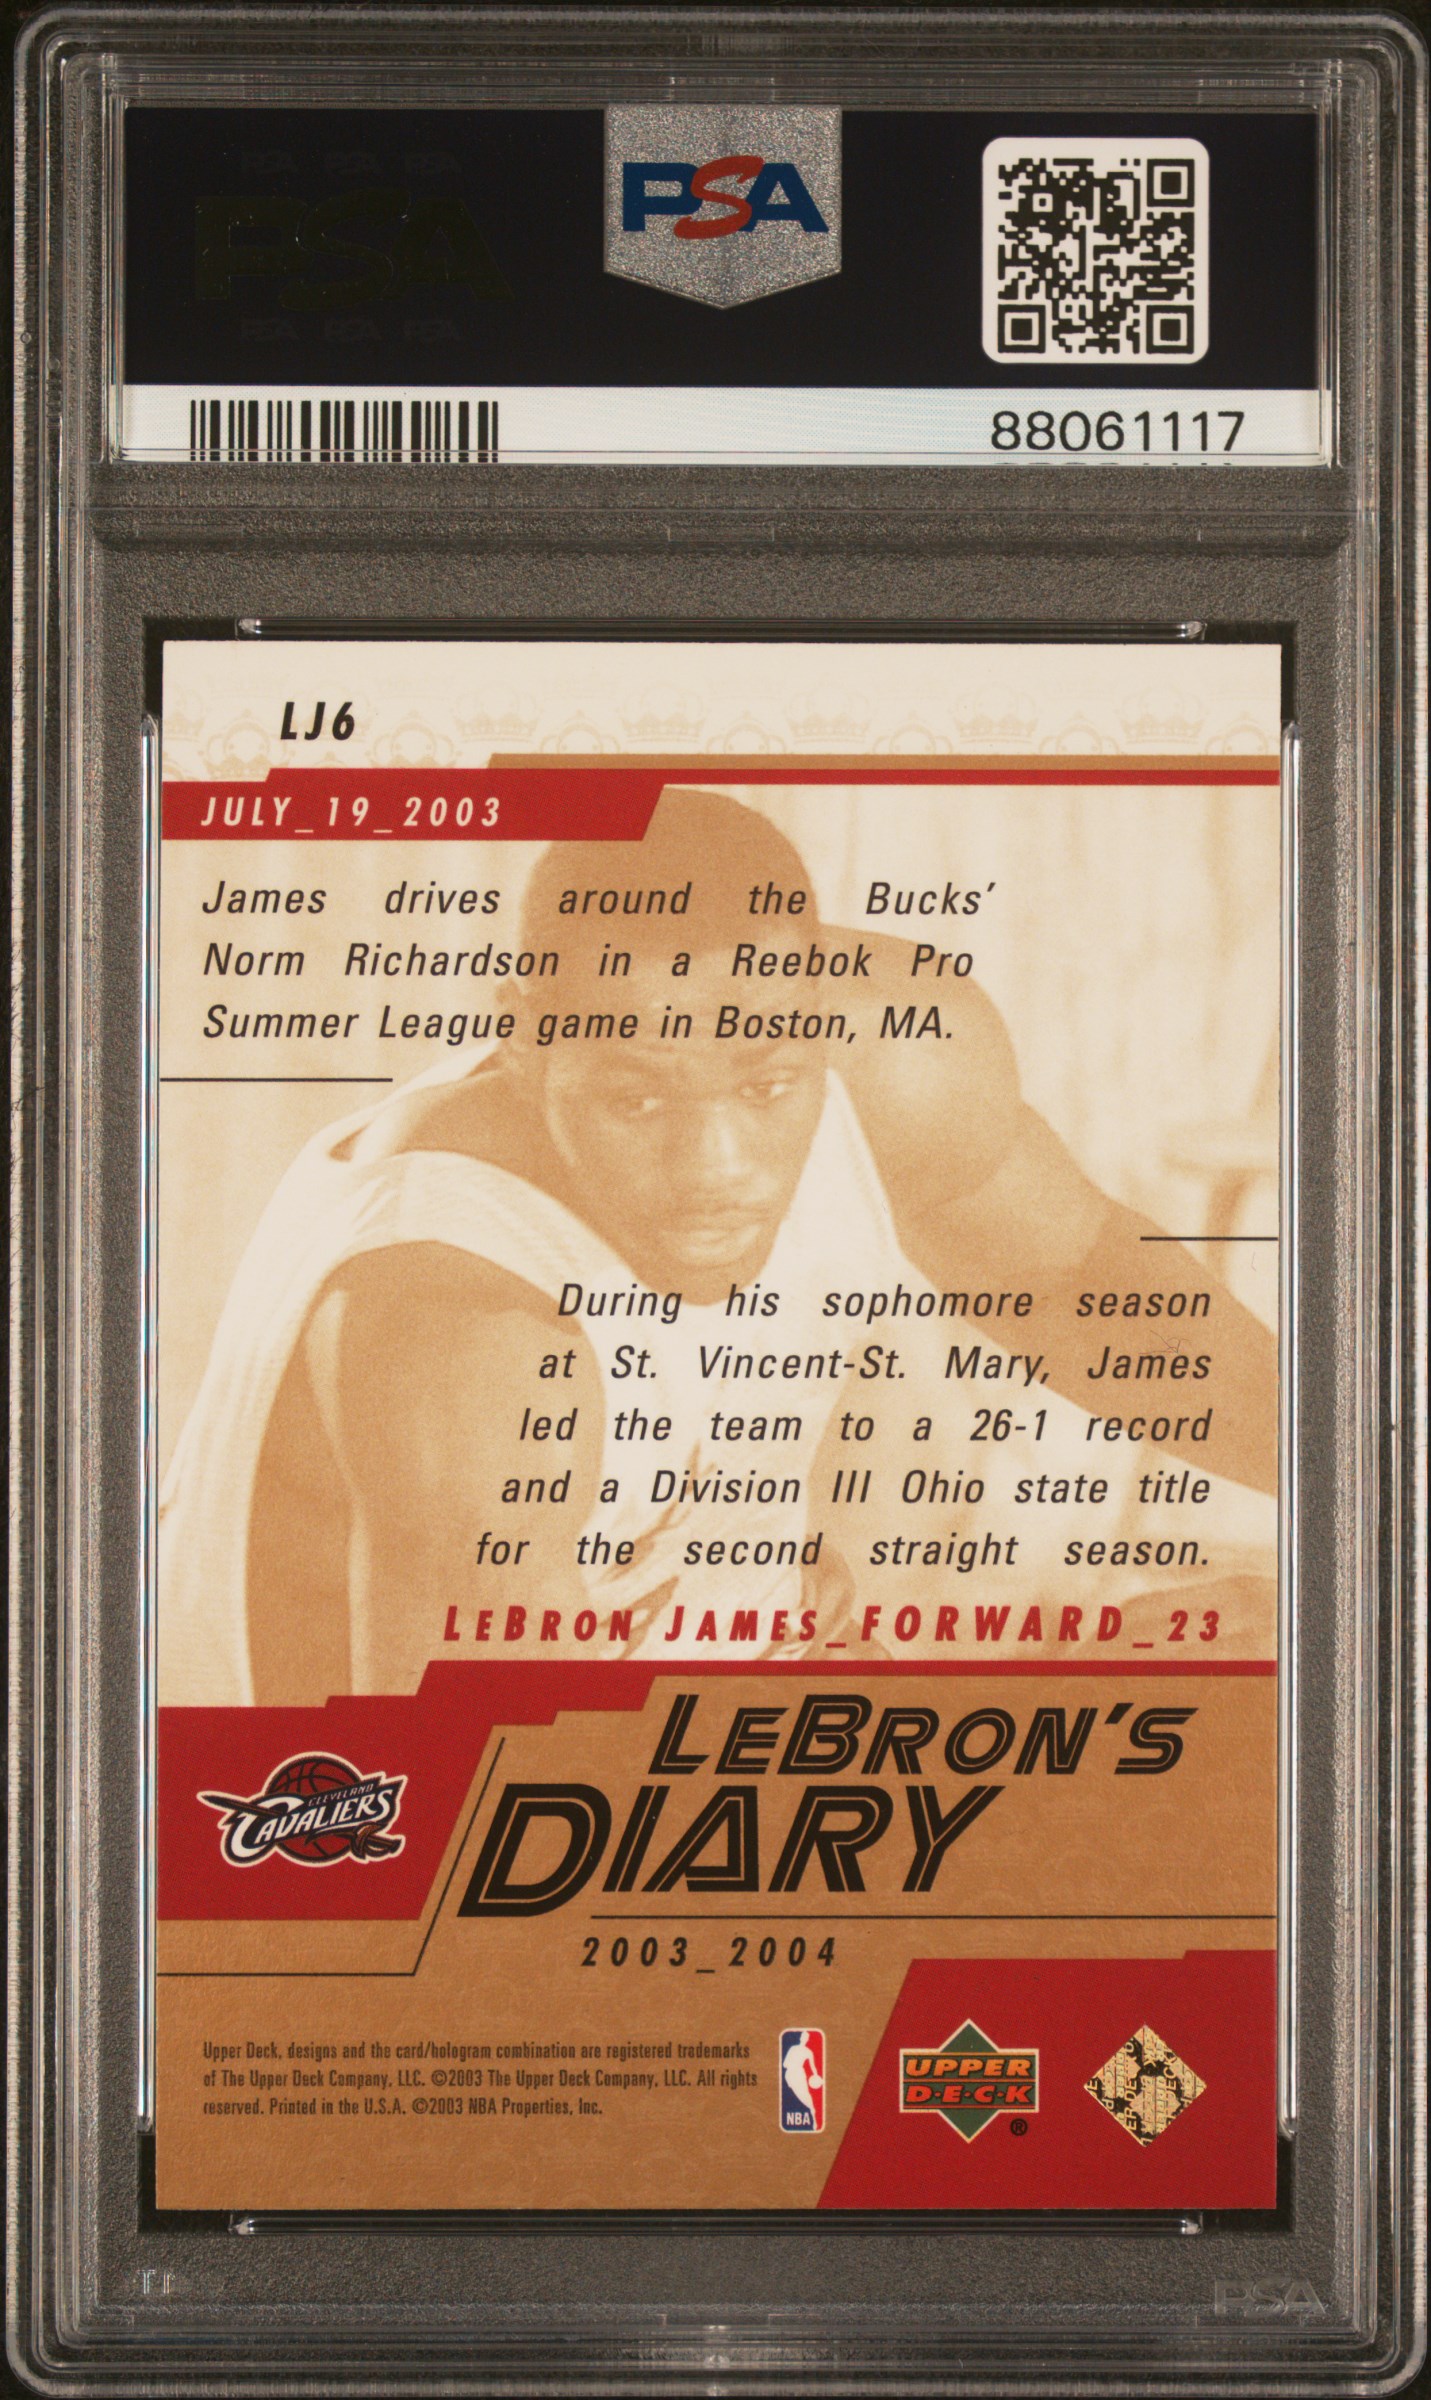 PSA
88061117
LJ6
JULY_19_2003
James drives around the Bucks'
Norm Richardson in a Reebok Pro
Summer League game in Boston, MA.
During his sophomore season
at St. Vincent-St. Mary, James
led the team to a 26-1 record
and a Division III Ohio state title
for the second straight season.
LEBRON JAMES_FORWARD_23
LEBRON'S
DIARY
CLEVELAND
CAVALIERS
2003_2004
Upper Deck, designs and the card/hologram combination are registered trademarks
of The Upper Deck Company, LLC. ©2003 The Upper Deck Company, LLC. All rights
reserved. Printed in the U.S.A. ©2003 NBA Properties, Inc.
NBA
UPPER
D·E·C·K
®
PSA